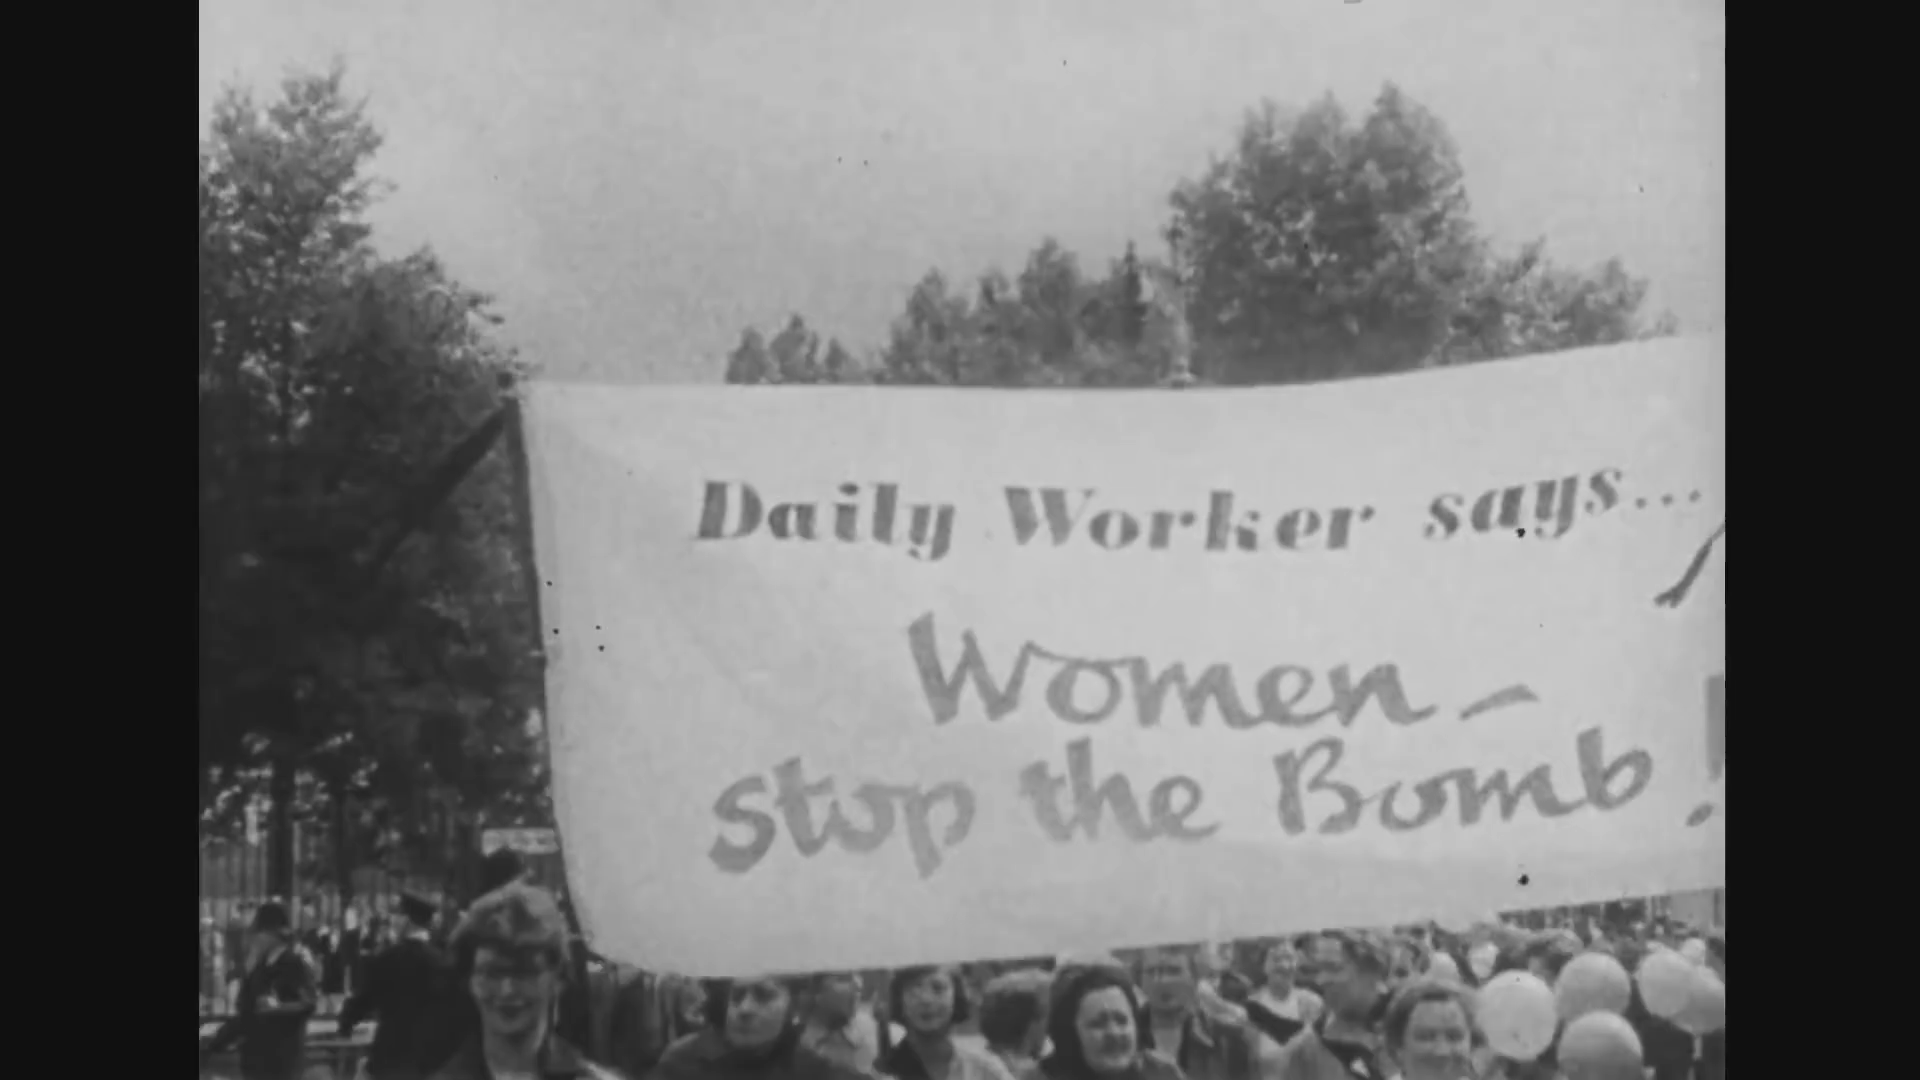 Daily Worker says...
Women –
stop the Bomb!